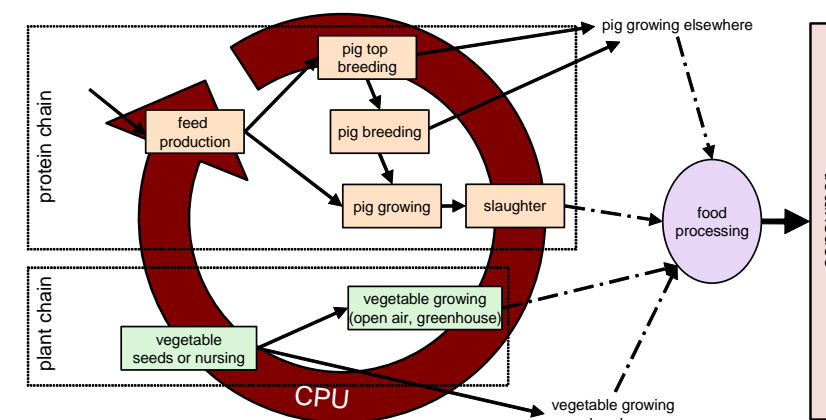 pig growing elsewhere
pig top
breeding
protein chain
feed
production
pig breeding
pig growing
slaughter
food
processing
plant chain
vegetable growing
(open air, greenhouse)
vegetable
seeds or nursing
CPU
vegetable growing